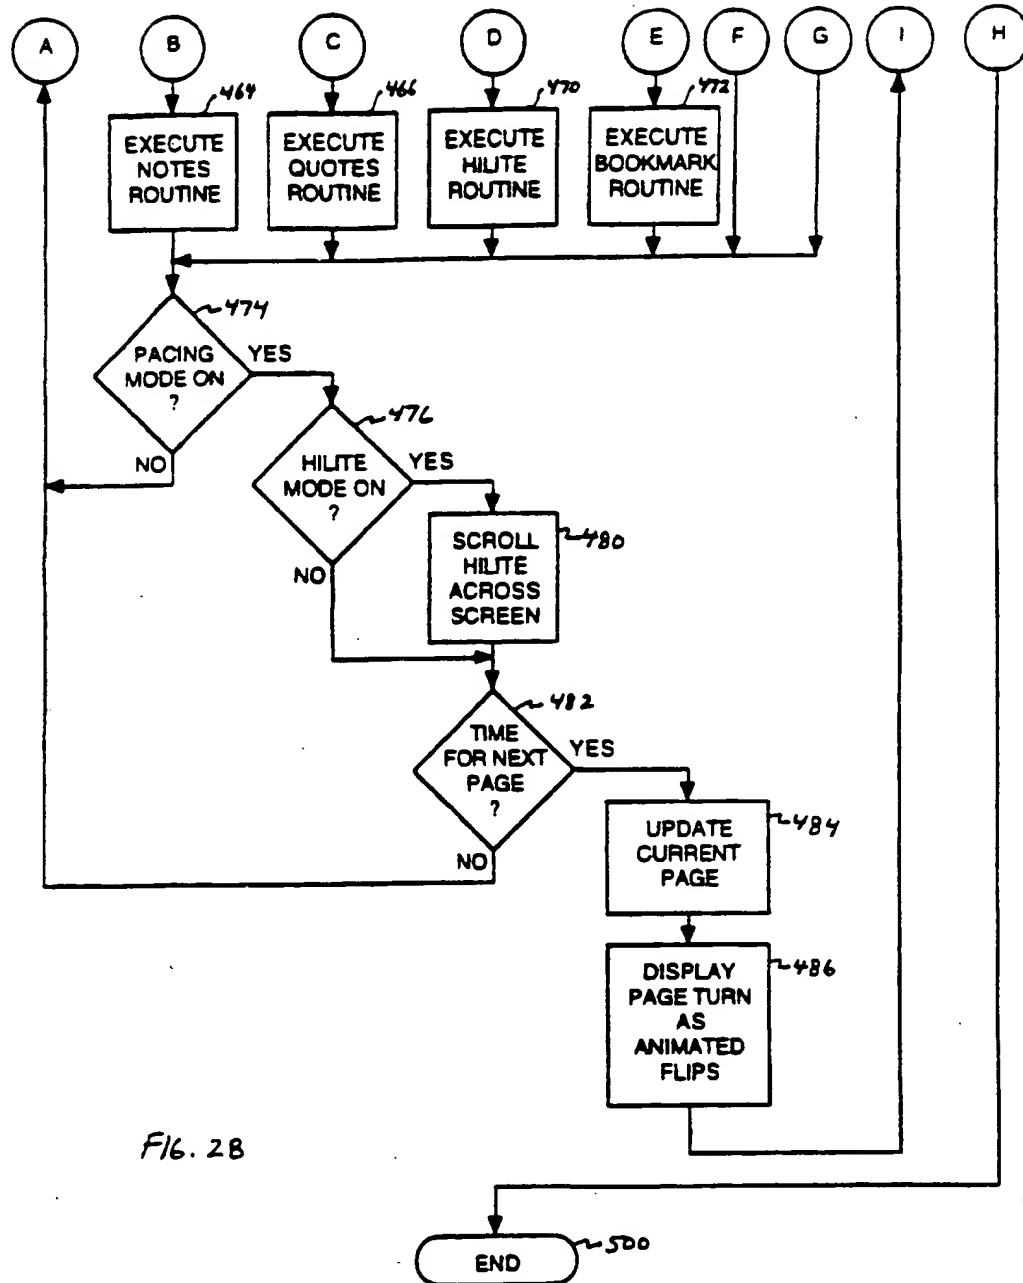 A
B
C
D
E
F
G
I
H
464
466
470
472
EXECUTE
NOTES
ROUTINE
EXECUTE
QUOTES
ROUTINE
EXECUTE
HILITE
ROUTINE
EXECUTE
BOOKMARK
ROUTINE
474
PACING
MODE ON
?
YES
NO
476
HILITE
MODE ON
?
YES
NO
480
SCROLL
HILITE
ACROSS
SCREEN
482
TIME
FOR NEXT
PAGE
?
YES
NO
484
UPDATE
CURRENT
PAGE
486
DISPLAY
PAGE TURN
AS
ANIMATED
FLIPS
FIG. 2B
500
END